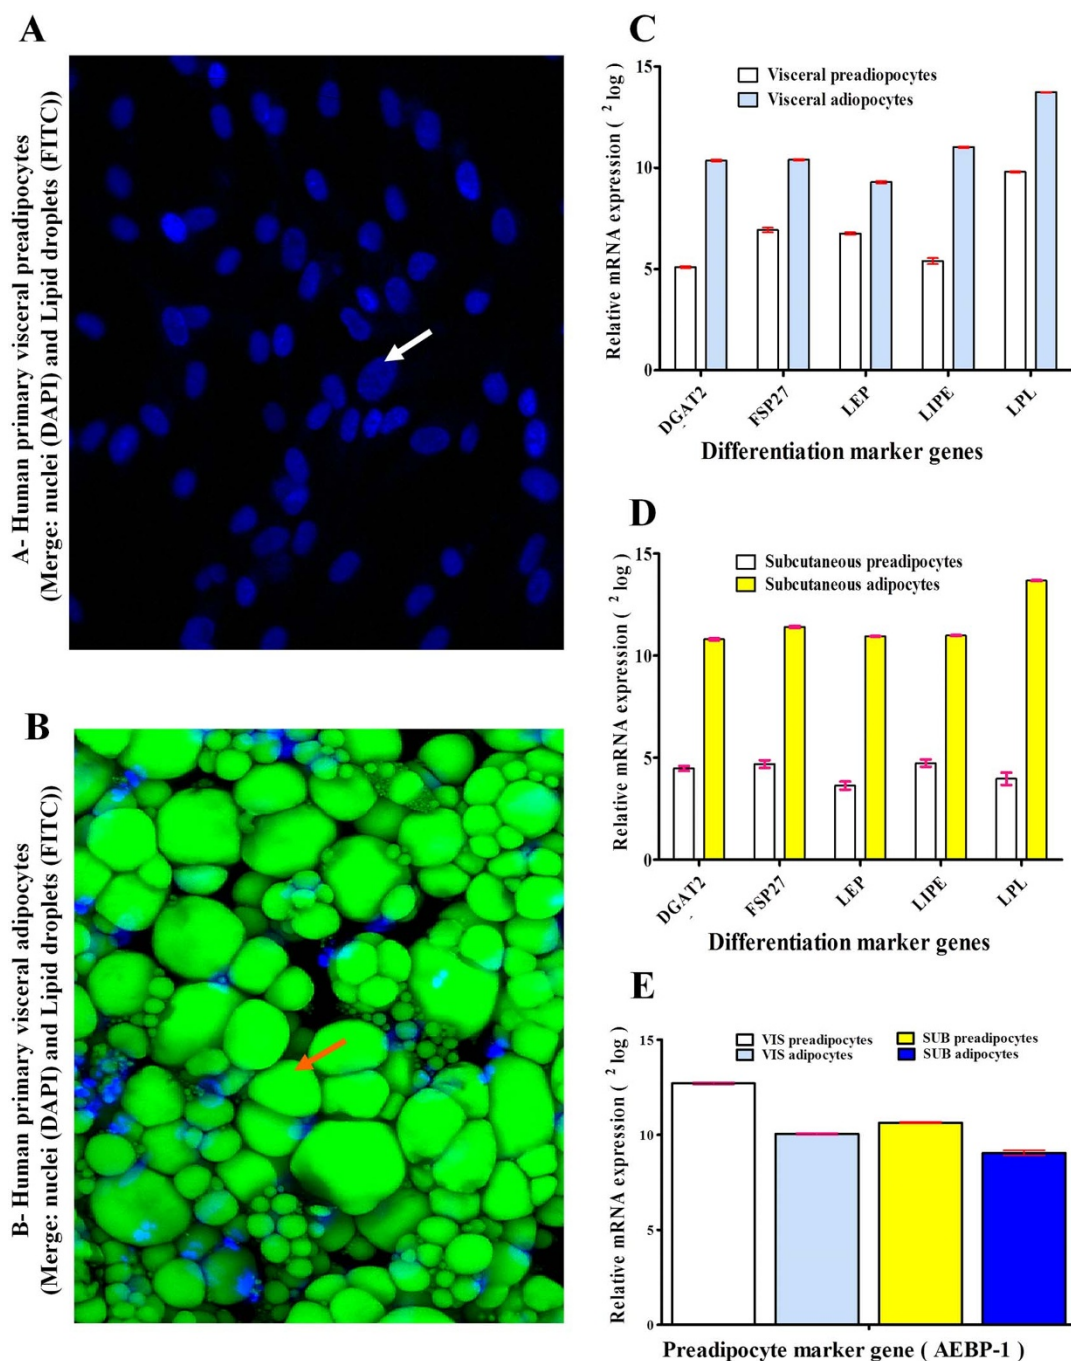 A
A- Human primary visceral preadipocytes
(Merge: nuclei (DAPI) and Lipid droplets (FITC))
B
B- Human primary visceral adipocytes
(Merge: nuclei (DAPI) and Lipid droplets (FITC))
C
Relative mRNA expression ( ² log )
15
10
5
0
Visceral preadiopocytes
Visceral adiopocytes
DGAT2
FSP27
LEP
LIPE
LPL
Differentiation marker genes
D
Relative mRNA expression ( ² log )
15
10
5
0
Subcutaneous preadipocytes
Subcutaneous adipocytes
DGAT2
FSP27
LEP
LIPE
LPL
Differentiation marker genes
E
Relative mRNA expression ( ² log )
15
10
5
0
VIS preadipocytes
VIS adipocytes
SUB preadipocytes
SUB adipocytes
Preadipocyte marker gene ( AEBP-1 )